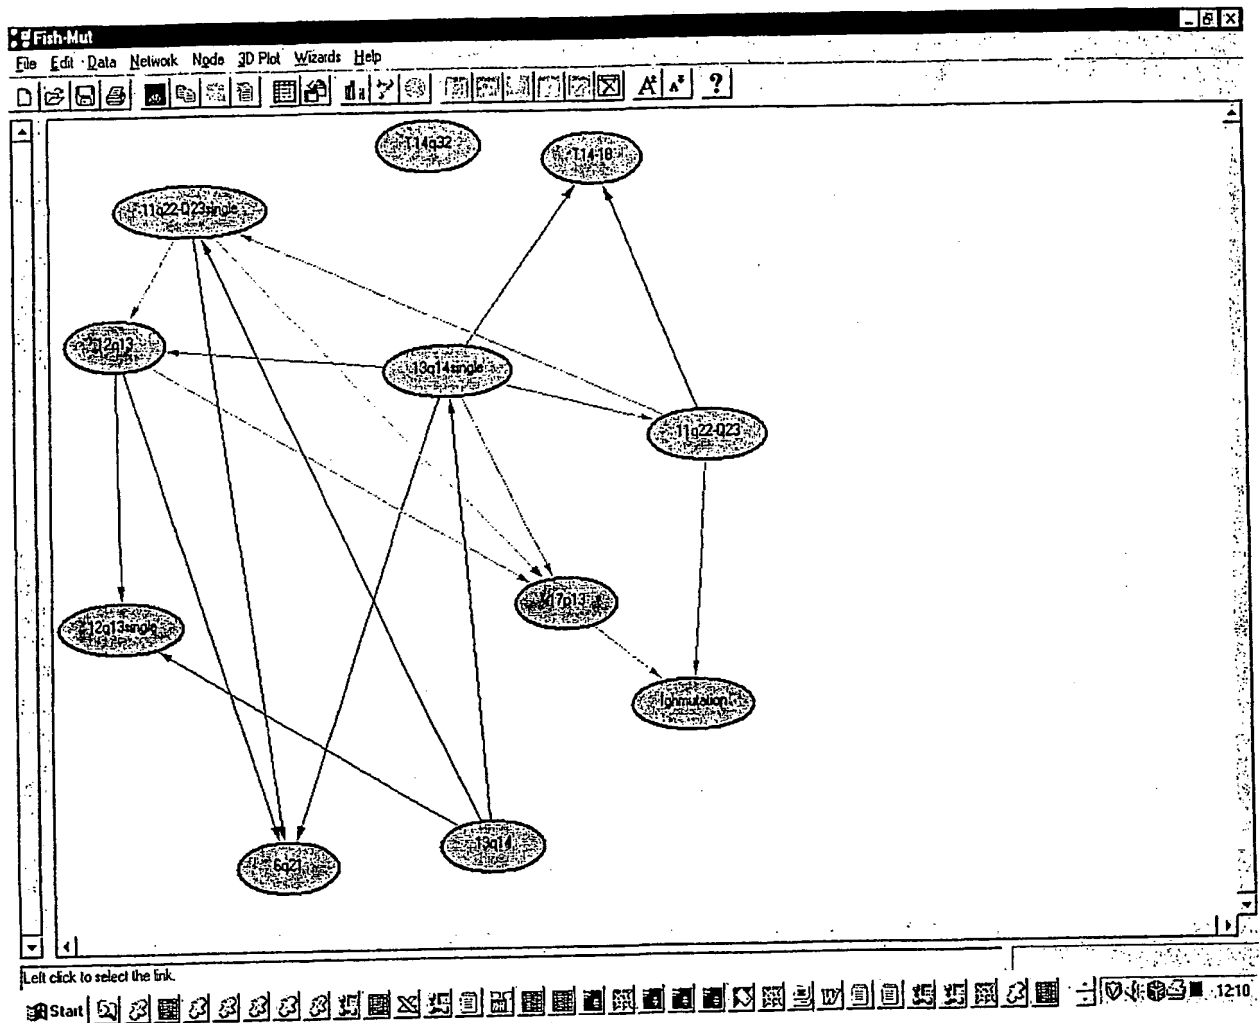 Fish-Mut
File Edit Data Network Node 3D Plot Wizards Help
T14q32
T14-18
11q22-Q23single
12q13
13q14single
11q22-Q23
17p13
12q13single
Ighmutation
13q14
6q21
Left click to select the link.
Start
12:10